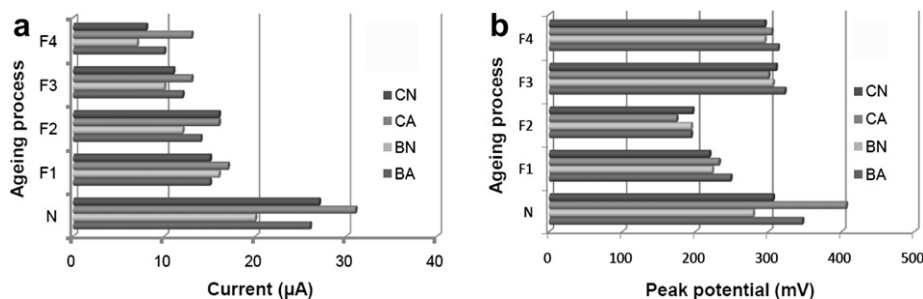 a
Ageing process
F4
F3
F2
F1
N
CN
CA
BN
BA
0 10 20 30 40
Current (µA)
b
Ageing process
F4
F3
F2
F1
N
CN
CA
BN
BA
0 100 200 300 400 500
Peak potential (mV)